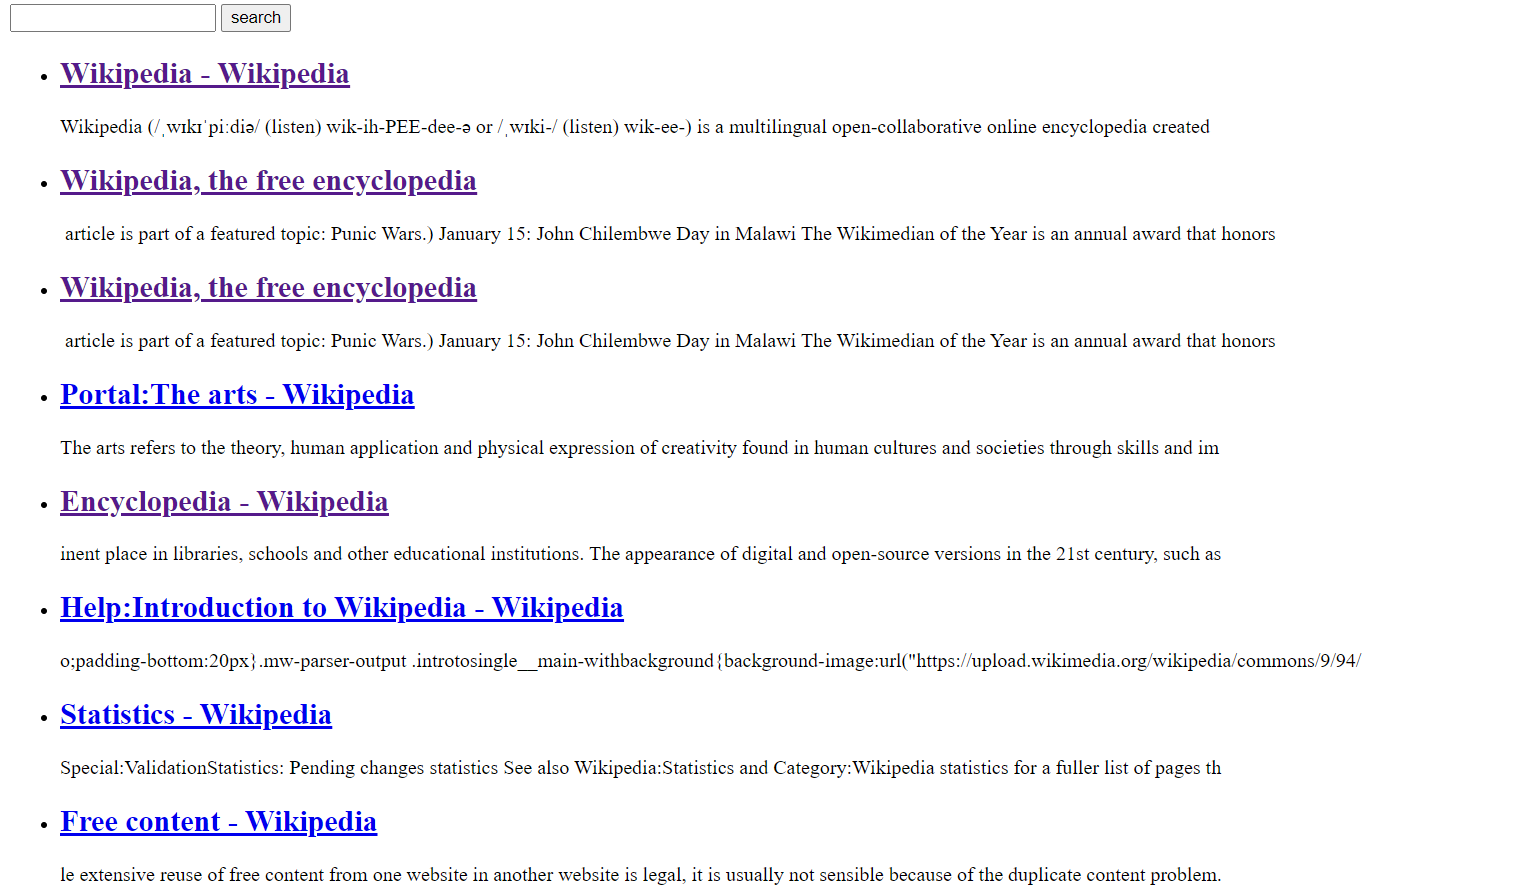 search
Wikipedia - Wikipedia
Wikipedia (/ˌwɪkɪˈpiːdiə/ (listen) wik-ih-PEE-dee-ə or /ˌwɪki-/ (listen) wik-ee-) is a multilingual open-collaborative online encyclopedia created
Wikipedia, the free encyclopedia
article is part of a featured topic: Punic Wars.) January 15: John Chilembwe Day in Malawi The Wikimedian of the Year is an annual award that honors
Wikipedia, the free encyclopedia
article is part of a featured topic: Punic Wars.) January 15: John Chilembwe Day in Malawi The Wikimedian of the Year is an annual award that honors
Portal:The arts - Wikipedia
The arts refers to the theory, human application and physical expression of creativity found in human cultures and societies through skills and im
Encyclopedia - Wikipedia
inent place in libraries, schools and other educational institutions. The appearance of digital and open-source versions in the 21st century, such as
Help:Introduction to Wikipedia - Wikipedia
o;padding-bottom:20px}.mw-parser-output .introtosingle__main-withbackground{background-image:url("https://upload.wikimedia.org/wikipedia/commons/9/94/
Statistics - Wikipedia
Special:ValidationStatistics: Pending changes statistics See also Wikipedia:Statistics and Category:Wikipedia statistics for a fuller list of pages th
Free content - Wikipedia
le extensive reuse of free content from one website in another website is legal, it is usually not sensible because of the duplicate content problem.